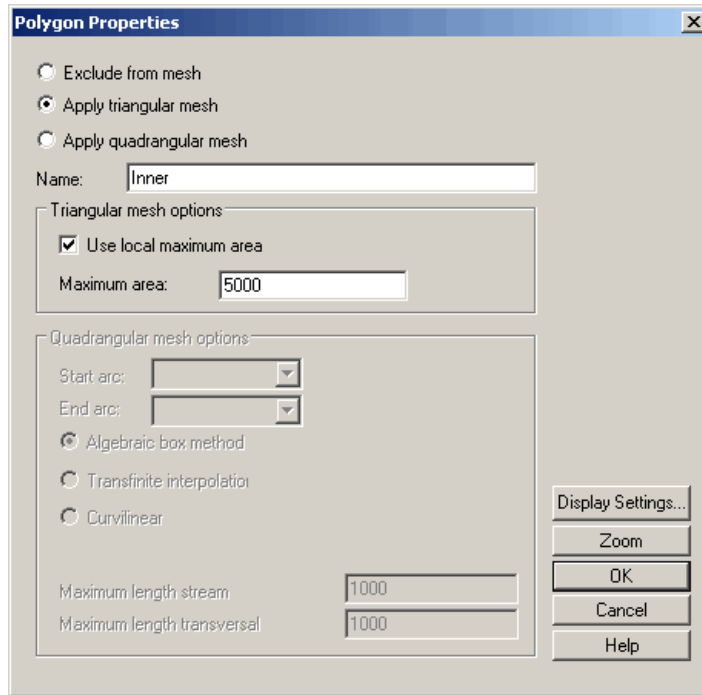 Polygon Properties
Exclude from mesh
Apply triangular mesh
Apply quadrangular mesh
Name: Inner
Triangular mesh options
Use local maximum area
Maximum area: 5000
Quadrangular mesh options
Start arc:
End arc:
Algebraic box method
Transfinite interpolation
Curvilinear
Maximum length stream 1000
Maximum length transversal 1000
Display Settings...
Zoom
OK
Cancel
Help